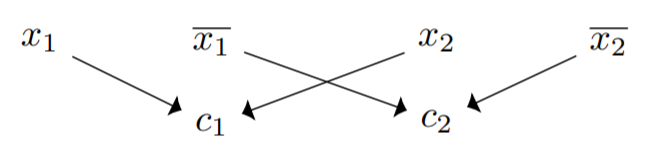 x₁ x̅₁ x₂ x̅₂
c₁ c₂